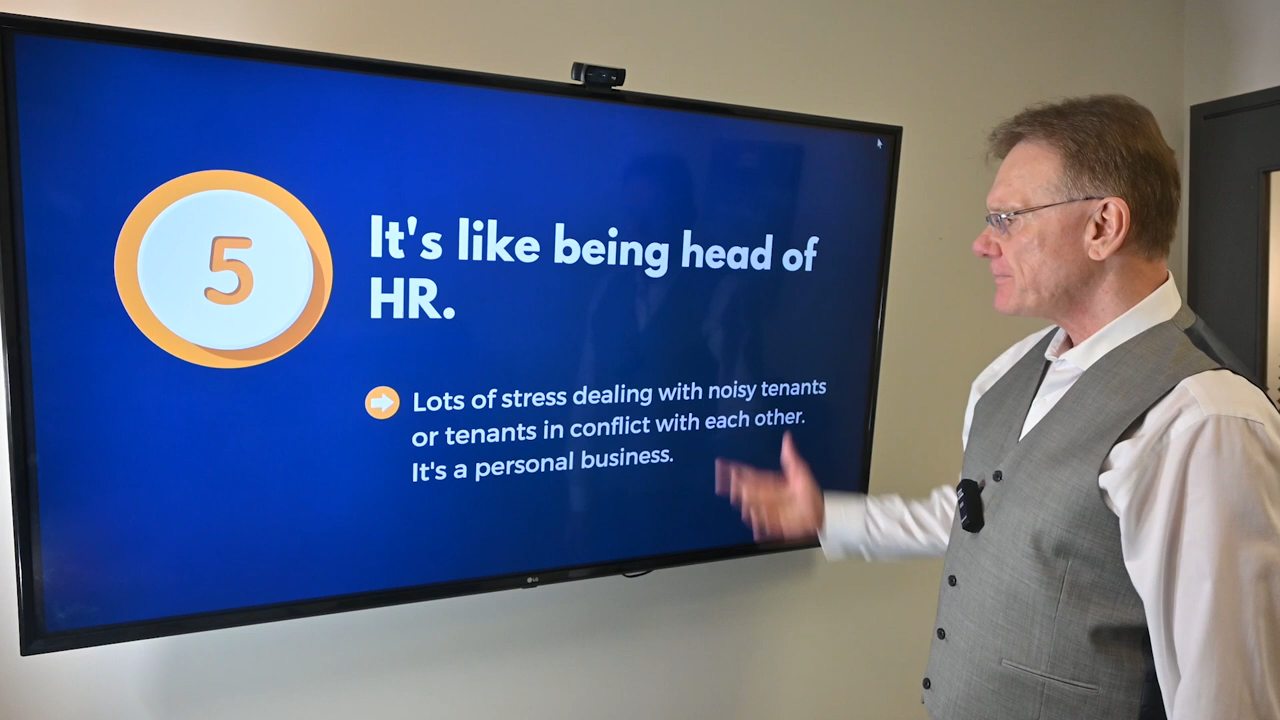 5
It's like being head of
HR.
Lots of stress dealing with noisy tenants
or tenants in conflict with each other.
It's a personal business.
LG